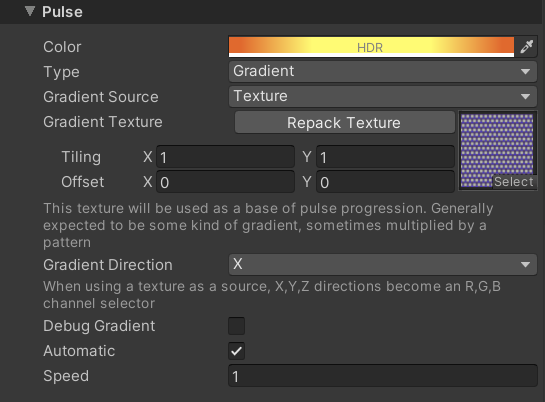 Pulse
Color HDR
Type Gradient
Gradient Source Texture
Gradient Texture Repack Texture
Tiling X 1 Y 1
Offset X 0 Y 0
Select
This texture will be used as a base of pulse progression. Generally
expected to be some kind of gradient, sometimes multiplied by a
pattern
Gradient Direction X
When using a texture as a source, X,Y,Z directions become an R,G,B
channel selector
Debug Gradient
Automatic
Speed 1